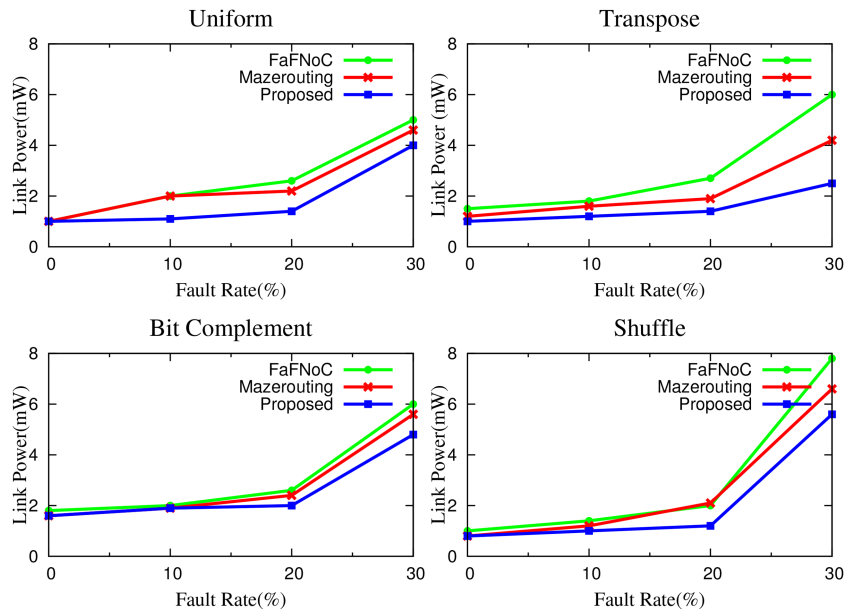 Uniform
Link Power(mW)
8
6
4
2
0
0 10 20 30
Fault Rate(%)
FaFNoC
Mazerouting
Proposed
Transpose
Link Power (mW)
8
6
4
2
0
0 10 20 30
Fault Rate(%)
FaFNoC
Mazerouting
Proposed
Bit Complement
Link Power(mW)
8
6
4
2
0
0 10 20 30
Fault Rate(%)
FaFNoC
Mazerouting
Proposed
Shuffle
Link Power(mW)
8
6
4
2
0
0 10 20 30
Fault Rate(%)
FaFNoC
Mazerouting
Proposed